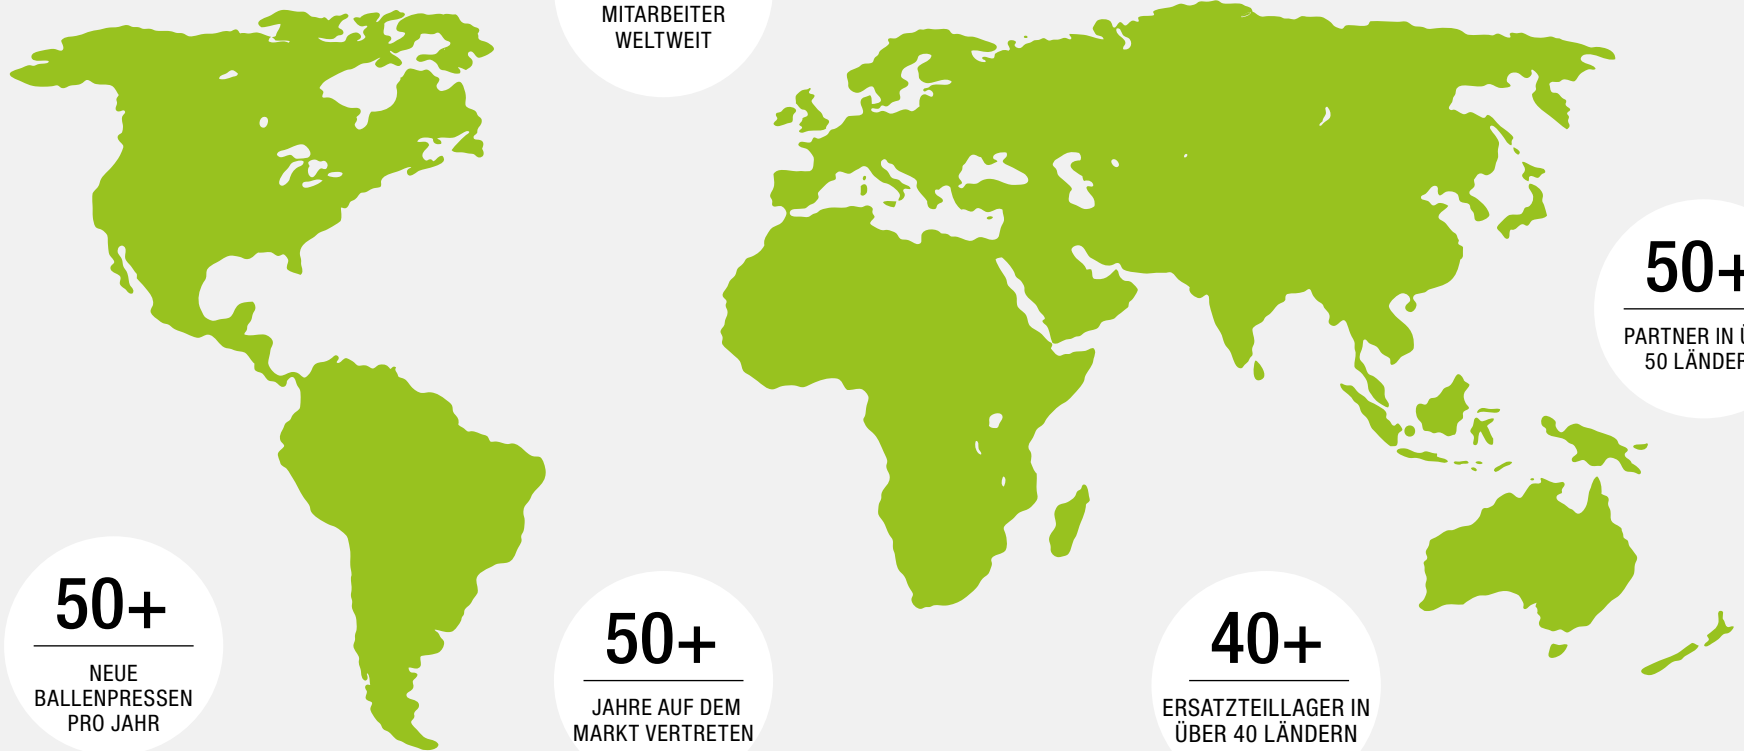 MITARBEITER
WELTWEIT
50+
PARTNER IN
50
50+
NEUE
BALLENPRESSEN
PRO JAHR
50+
JAHRE AUF DEM
MARKT VERTRETEN
40+
ERSATZTEILLAGER IN
ÜBER 40 LÄNDERN